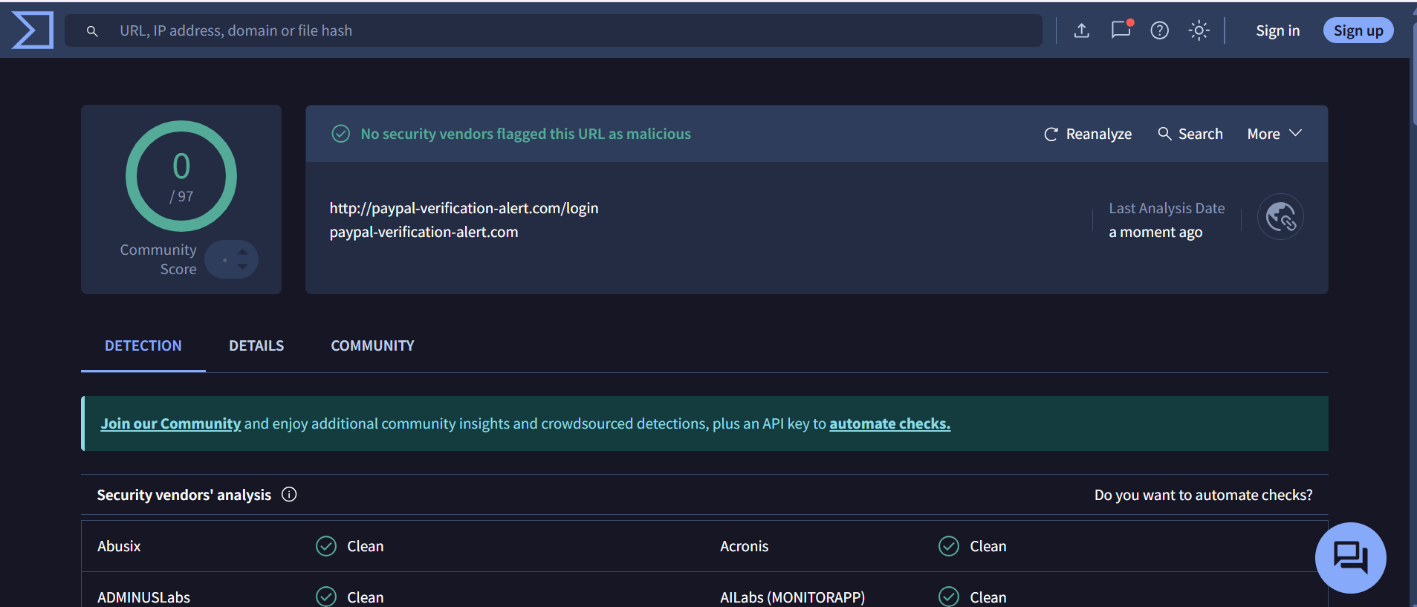 URL, IP address, domain or file hash
Sign in
Sign up
0
/ 97
Community
Score
No security vendors flagged this URL as malicious
Reanalyze
Search
More
http://paypal-verification-alert.com/login
paypal-verification-alert.com
Last Analysis Date
a moment ago
DETECTION
DETAILS
COMMUNITY
Join our Community and enjoy additional community insights and crowdsourced detections, plus an API key to automate checks.
Security vendors' analysis
Do you want to automate checks?
Abusix
Clean
Acronis
Clean
ADMINUSLabs
Clean
AILabs (MONITORAPP)
Clean